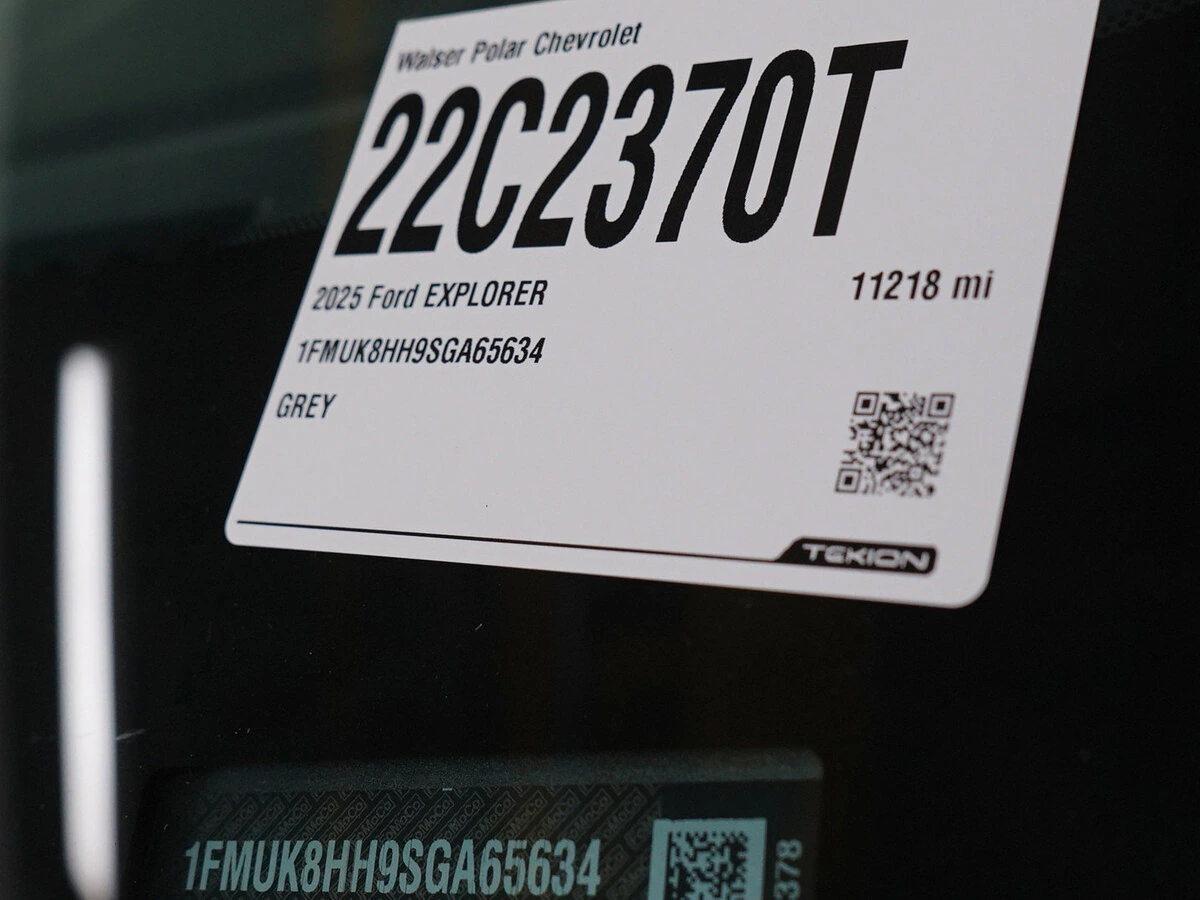 Walser Polar Chevrolet
22C2370T
2025 Ford EXPLORER
11218 mi
1FMUK8HH9SGA65634
GREY
TEKION
1FMUK8HH9SGA65634
378